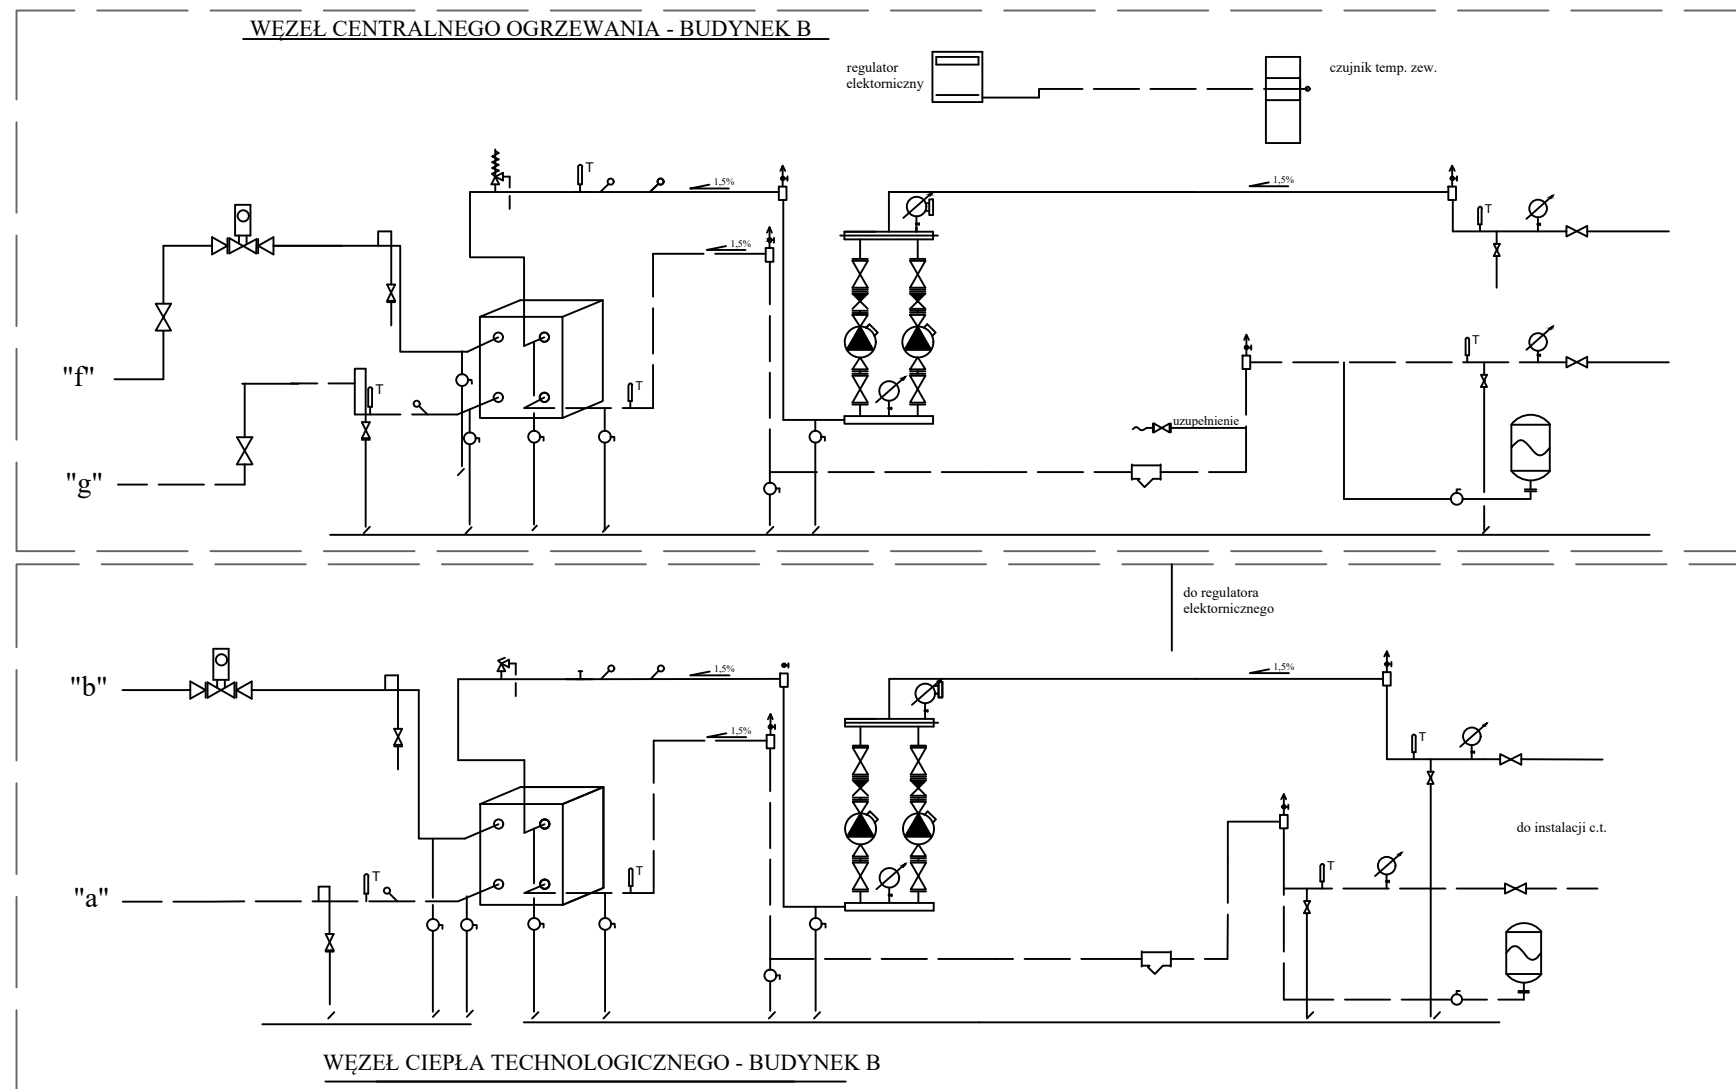 WĘZEŁ CENTRALNEGO OGRZEWANIA - BUDYNEK B
regulator
elektorniczny
czujnik temp. zew.
T
1,5%
1,5%
T
1,5%
T
"f"
T
T
T
uzupełnienie
"g"
do regulatora
elektornicznego
"b"
1,5%
1,5%
1,5%
T
do instalacji c.t.
"a"
T
T
T
WĘZEŁ CIEPŁA TECHNOLOGICZNEGO - BUDYNEK B